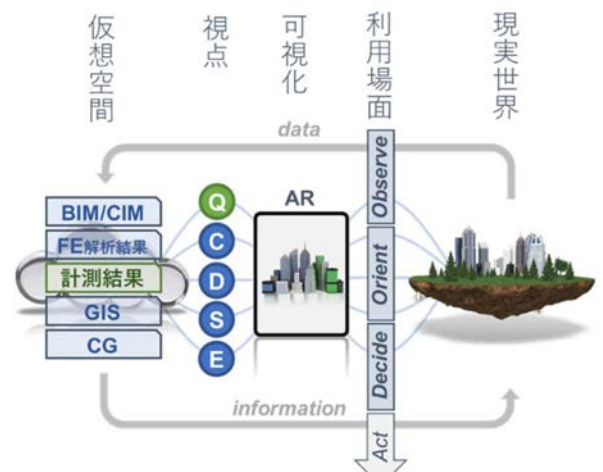 仮想空間
視点
可視化
利用場面
現実世界
data
BIM/CIM
FE解析結果
計測結果
GIS
CG
Q
C
D
S
E
AR
Observe
Orient
Decide
Act
information